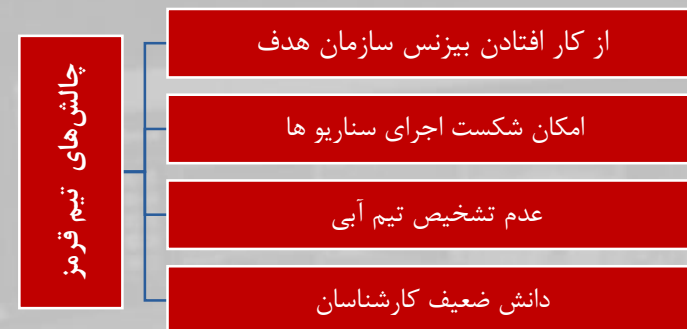 چالش‌های تیم قرمز
از کار افتادن بیزنس سازمان هدف
امکان شکست اجرای سناریو ها
عدم تشخیص تیم آبی
دانش ضعیف کارشناسان